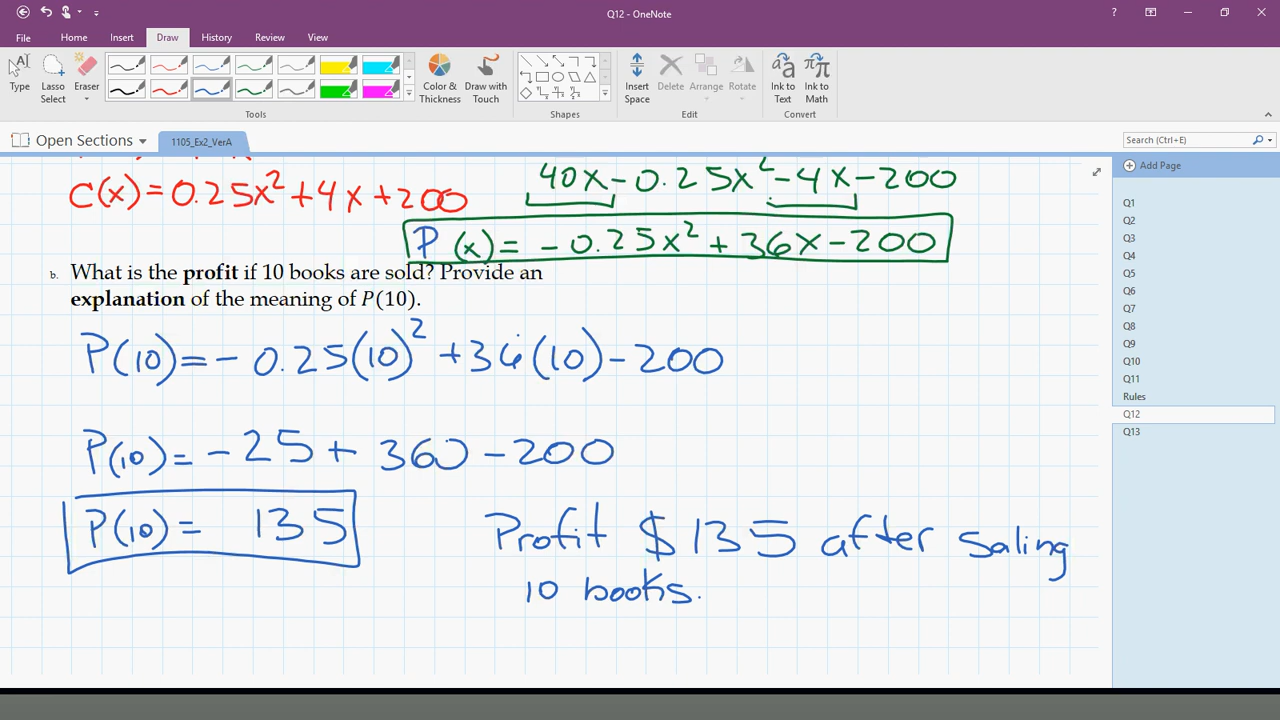 Q12 - OneNote
File Home Insert Draw History Review View
Type Lasso Select Eraser Color & Thickness Draw with Touch Insert Space Delete Arrange Rotate Ink to Text Ink to Math
Tools Shapes Edit Convert
Open Sections 1105_Ex2_VerA Search (Ctrl+E)
Add Page
Q1
Q2
Q3
Q4
Q5
Q6
Q7
Q8
Q9
Q10
Q11
Rules
Q12
Q13
40x-0.25x²-4x-200
C(x)=0.25x²+4x+200
P(x)= -0.25x²+36x-200
b. What is the profit if 10 books are sold? Provide an
explanation of the meaning of P(10).
P(10)=-0.25(10)²+36(10)-200
P(10)= -25+ 360-200
P(10)= 135
Profit $135 after saling
10 books.